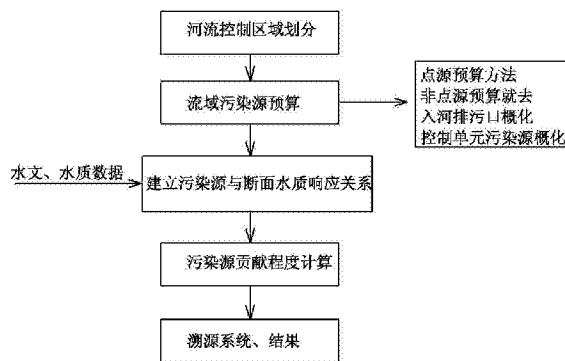 河流控制区域划分
流域污染源预算
点源预算方法
非点源预算就去
入河排污口概化
控制单元污染源概化
水文、水质数据
建立污染源与断面水质响应关系
污染源贡献程度计算
溯源系统、结果